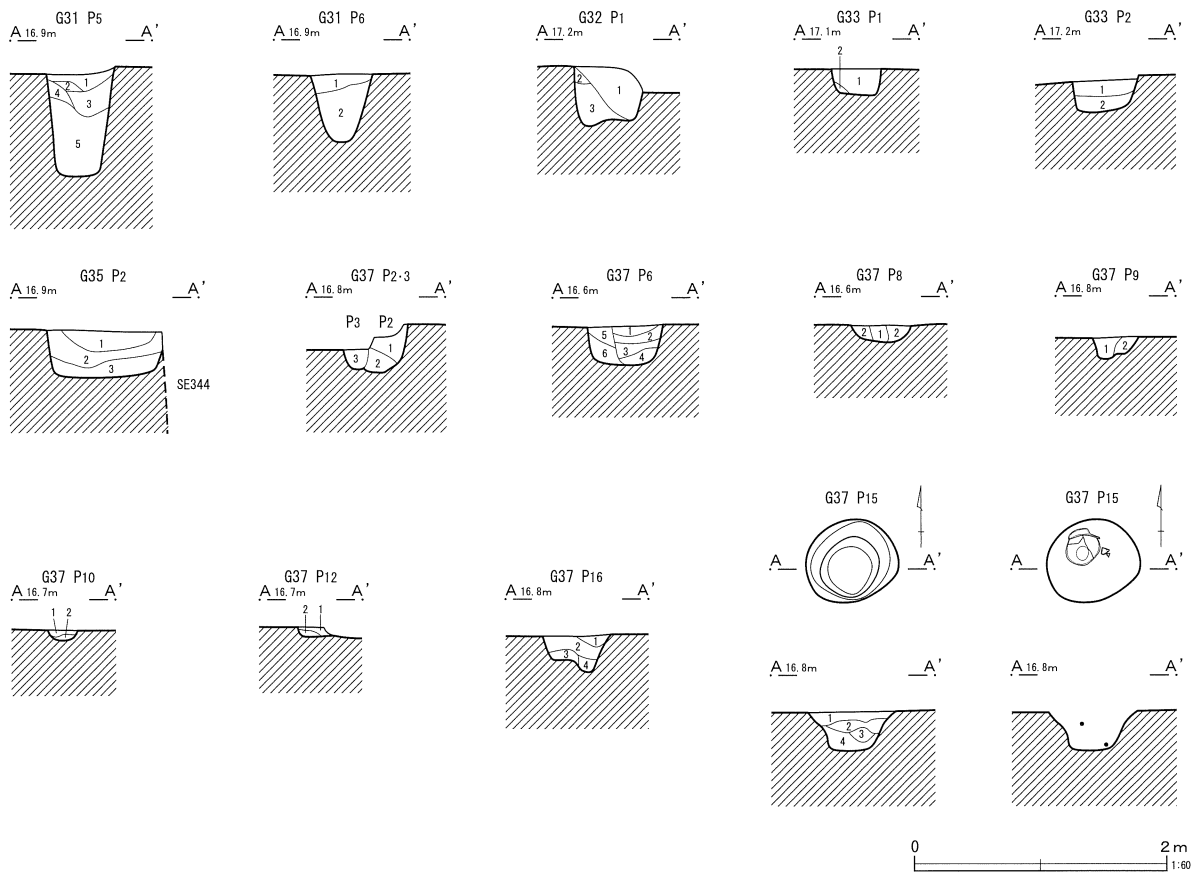 G31 P5
A 16.9m A'
1
2
4
3
5
G31 P6
A 16.9m A'
1
2
G32 P1
A 17.2m A'
2
1
3
G33 P1
A 17.1m A'
2
1
G33 P2
A 17.2m A'
1
2
G35 P2
A 16.9m A'
1
2
3
SE344
G37 P2・3
A 16.8m A'
P3 P2
1
3 2
G37 P6
A 16.6m A'
5 1 2
6 3 4
G37 P8
A 16.6m A'
2 1 2
G37 P9
A 16.8m A'
1 2
G37 P10
A 16.7m A'
1 2
G37 P12
A 16.7m A'
2 1
G37 P16
A 16.8m A'
1
2
3
4
G37 P15
A A'
G37 P15
A A'
A 16.8m A'
1
2
3
4
A 16.8m A'
0 2m
1:60